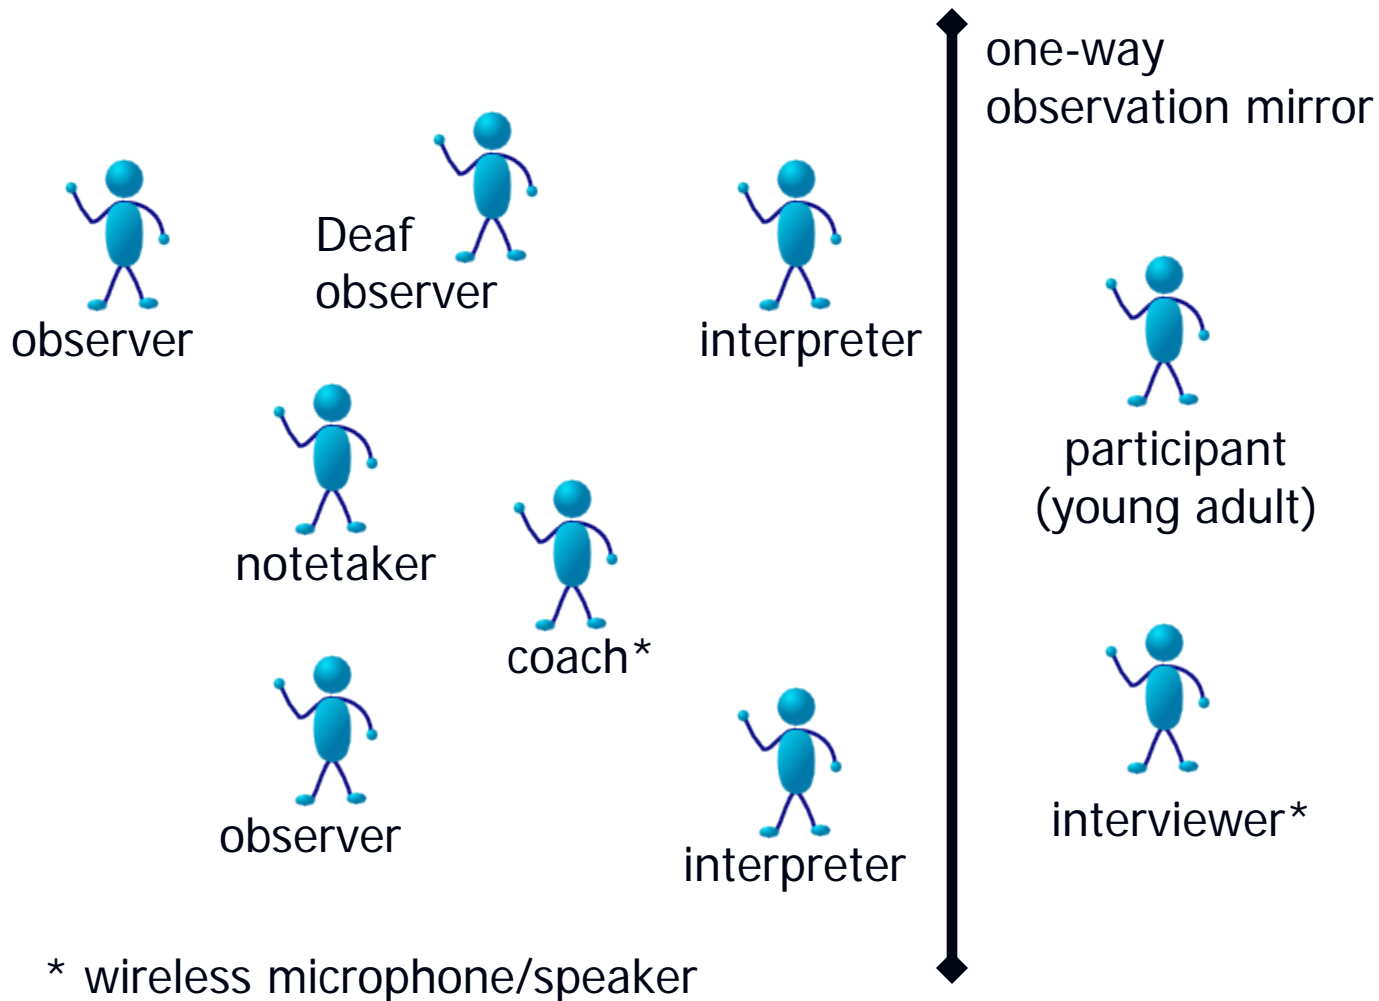 one-way
observation mirror
Deaf
observer
observer
interpreter
participant
(young adult)
notetaker
coach*
observer
interpreter
interviewer*
* wireless microphone/speaker